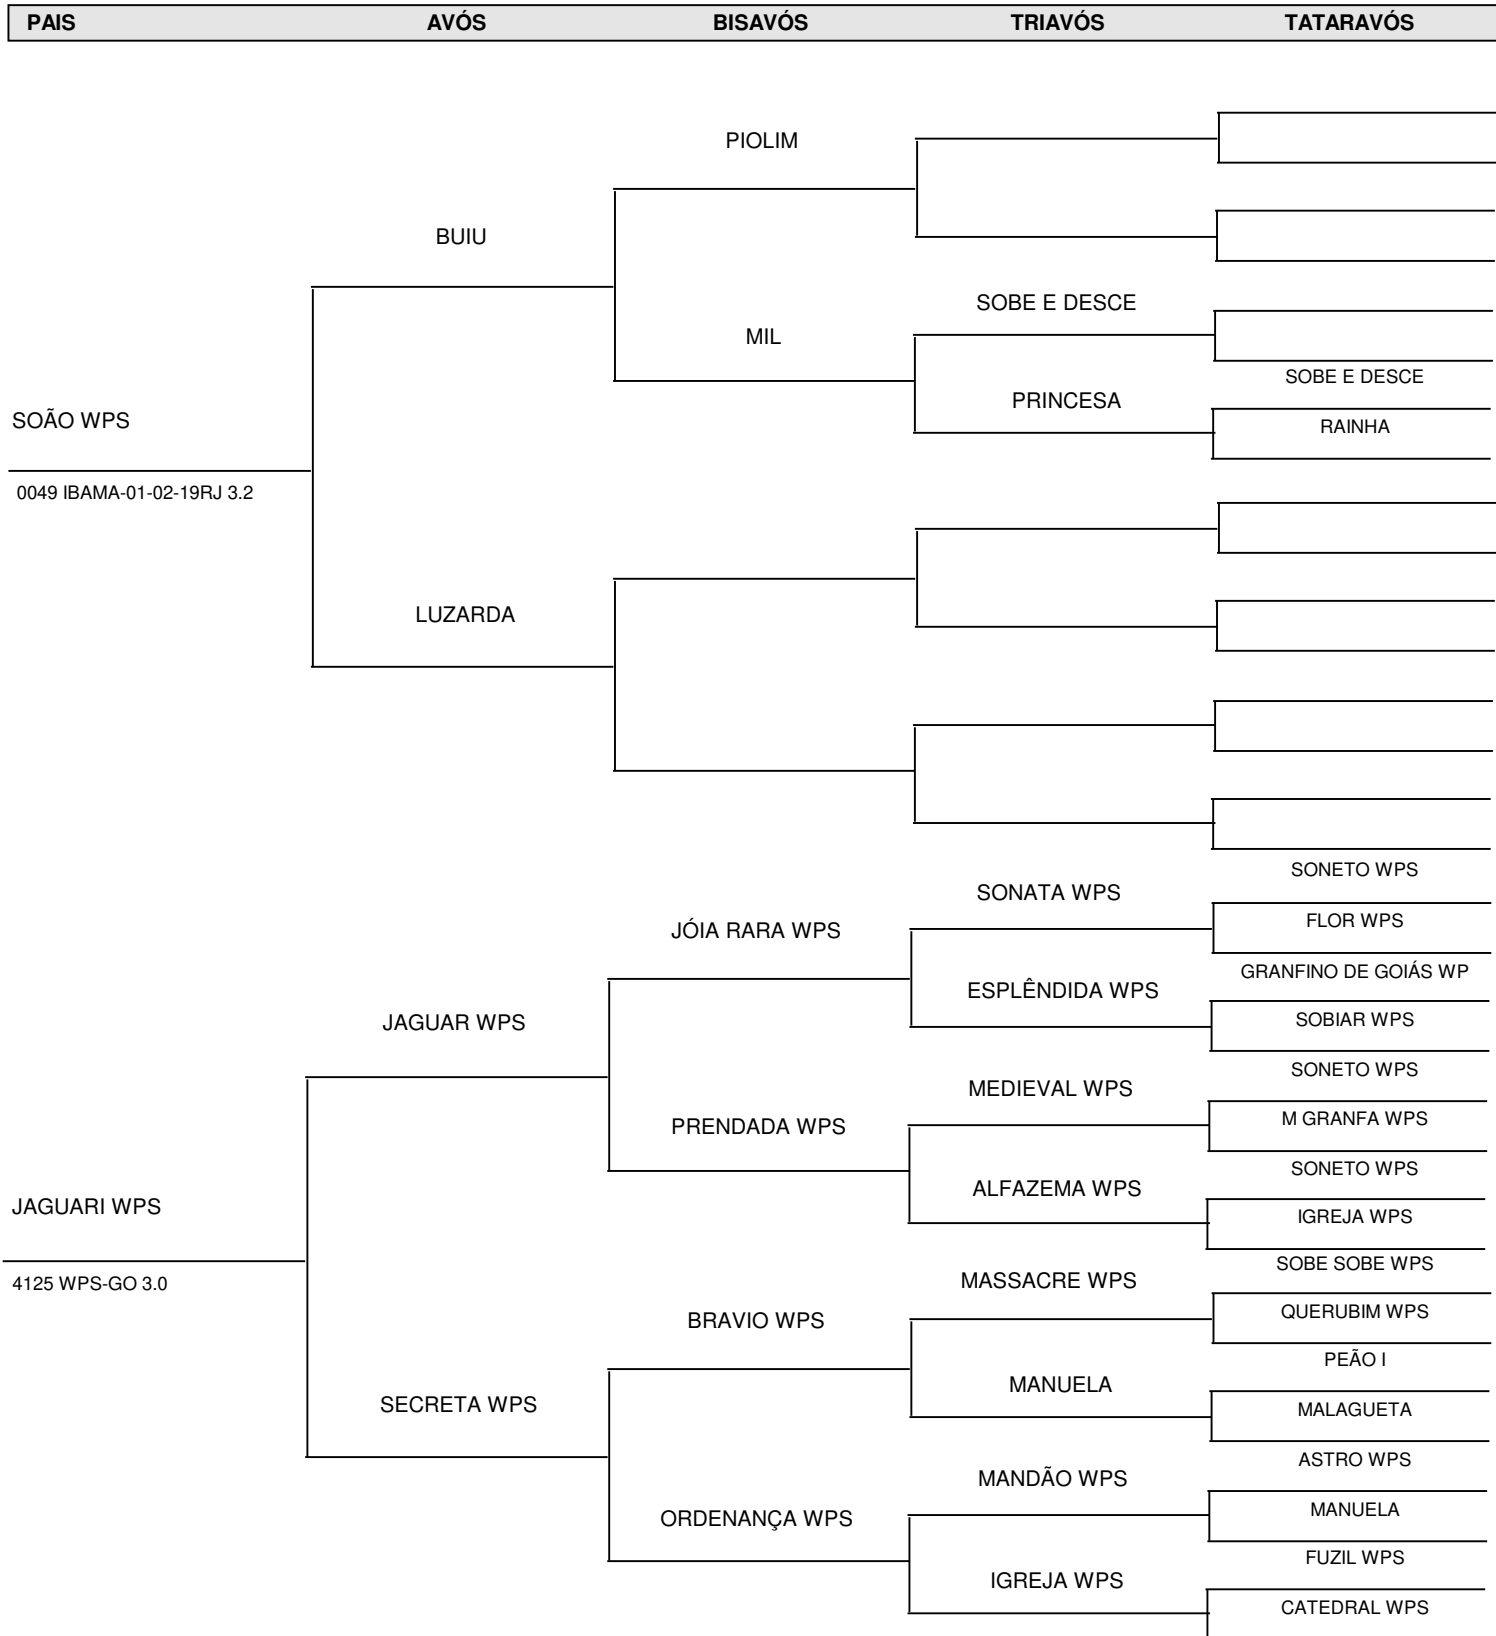 PAIS AVÓS BISAVÓS TRIAVÓS TATARAVÓS
PIOLIM
BUIU
SOBE E DESCE
MIL
SOBE E DESCE
PRINCESA
SOÃO WPS
RAINHA
0049 IBAMA-01-02-19RJ 3.2
LUZARDA
SONETO WPS
SONATA WPS
FLOR WPS
JÓIA RARA WPS
GRANFINO DE GOIÁS WP
ESPLÊNDIDA WPS
JAGUAR WPS
SOBIAR WPS
SONETO WPS
MEDIEVAL WPS
M GRANFA WPS
PRENDADA WPS
SONETO WPS
ALFAZEMA WPS
JAGUARI WPS
IGREJA WPS
SOBE SOBE WPS
4125 WPS-GO 3.0
MASSACRE WPS
QUERUBIM WPS
BRAVIO WPS
PEÃO I
MANUELA
SECRETA WPS
MALAGUETA
ASTRO WPS
MANDÃO WPS
MANUELA
ORDENANÇA WPS
FUZIL WPS
IGREJA WPS
CATEDRAL WPS